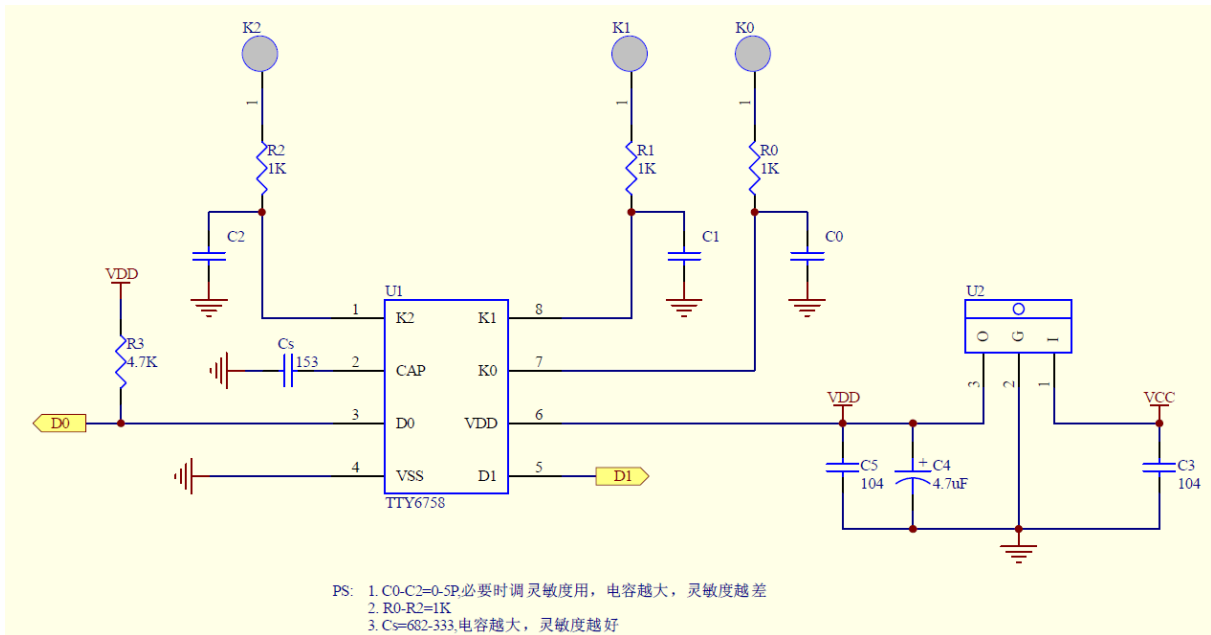 K2
K1
K0
1
1
1
R2
1K
R1
1K
R0
1K
C2
C1
C0
VDD
R3
4.7K
Cs
153
U1
1
K2
K1
8
2
CAP
K0
7
3
D0
VDD
6
4
VSS
D1
5
TTY6758
D0
D1
U2
O
G
I
3
2
1
VDD
VCC
C5
104
+
C4
4.7uF
C3
104
PS: 1. C0-C2=0-5P,必要时调灵敏度用，电容越大，灵敏度越差
2. R0-R2=1K
3. Cs=682-333,电容越大，灵敏度越好